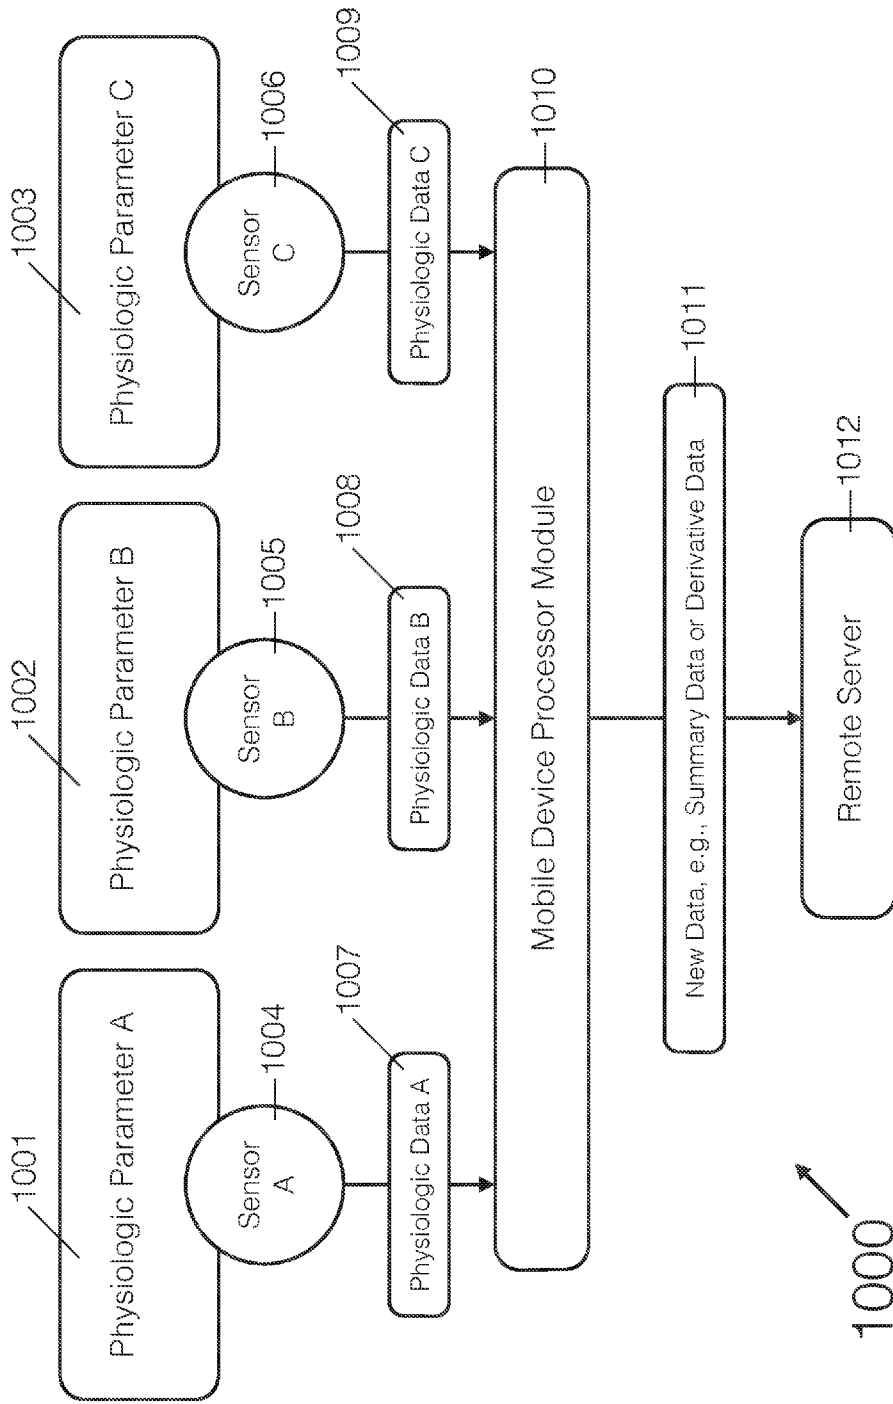 1001
1002
1003
Physiologic Parameter A
Physiologic Parameter B
Physiologic Parameter C
Sensor
A
1004
Sensor
B
1005
Sensor
C
1006
1007
1008
1009
Physiologic Data A
Physiologic Data B
Physiologic Data C
Mobile Device Processor Module
1010
New Data, e.g., Summary Data or Derivative Data
1011
Remote Server
1012
1000